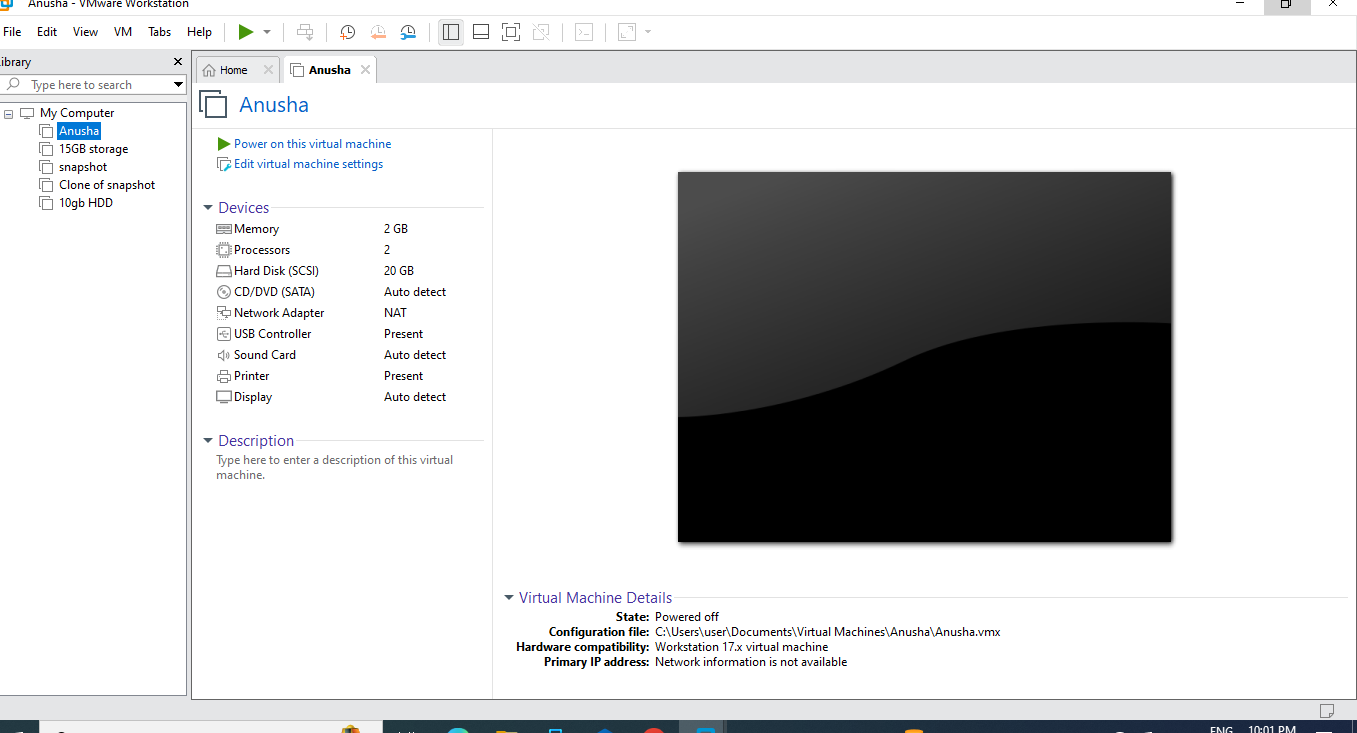 Anusha - VMware Workstation
File Edit View VM Tabs Help
Library
Type here to search
My Computer
Anusha
15GB storage
snapshot
Clone of snapshot
10gb HDD
Home
Anusha
Anusha
Power on this virtual machine
Edit virtual machine settings
Devices
Memory 2 GB
Processors 2
Hard Disk (SCSI) 20 GB
CD/DVD (SATA) Auto detect
Network Adapter NAT
USB Controller Present
Sound Card Auto detect
Printer Present
Display Auto detect
Description
Type here to enter a description of this virtual
machine.
Virtual Machine Details
State: Powered off
Configuration file: C:\Users\user\Documents\Virtual Machines\Anusha\Anusha.vmx
Hardware compatibility: Workstation 17.x virtual machine
Primary IP address: Network information is not available
ENG 10:01 PM